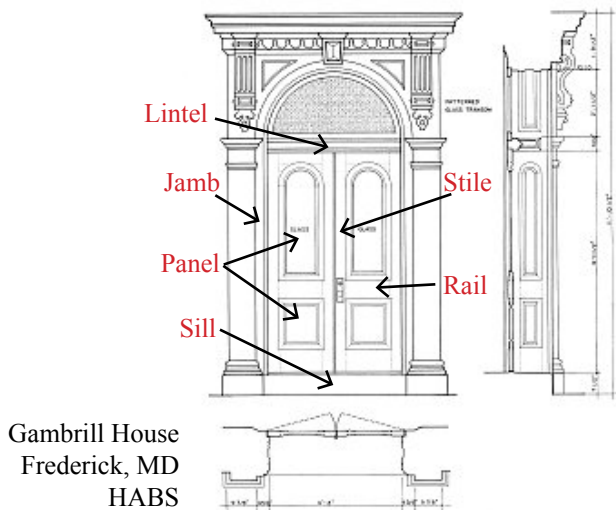 PATTERNED
GLASS TRANSOM
Lintel
Jamb
Stile
GLASS
GLASS
Panel
Rail
Sill
Gambrill House
Frederick, MD
HABS